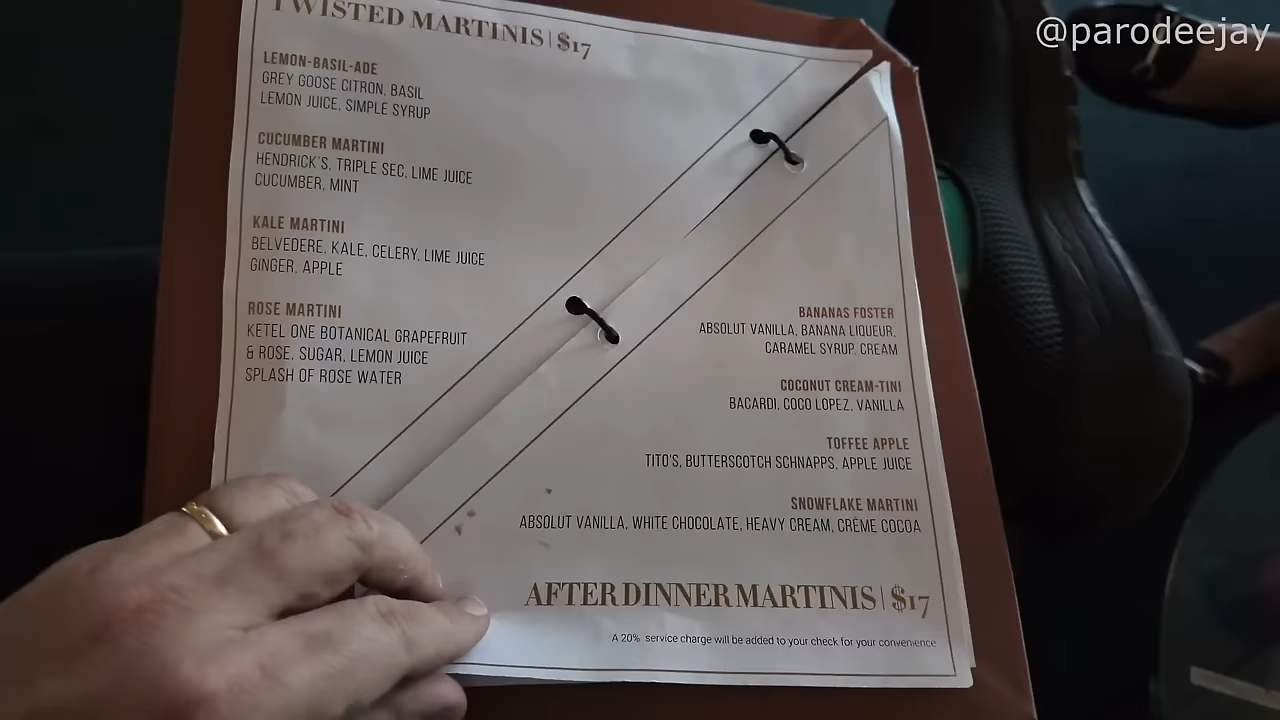 @parodeejay
TWISTED MARTINIS | $17
LEMON-BASIL-ADE
GREY GOOSE CITRON, BASIL
LEMON JUICE, SIMPLE SYRUP
CUCUMBER MARTINI
HENDRICK'S, TRIPLE SEC, LIME JUICE
CUCUMBER, MINT
KALE MARTINI
BELVEDERE, KALE, CELERY, LIME JUICE
GINGER, APPLE
ROSE MARTINI
KETEL ONE BOTANICAL GRAPEFRUIT
& ROSE, SUGAR, LEMON JUICE
SPLASH OF ROSE WATER
BANANAS FOSTER
ABSOLUT VANILLA, BANANA LIQUEUR,
CARAMEL SYRUP, CREAM
COCONUT CREAM-TINI
BACARDI, COCO LOPEZ, VANILLA
TOFFEE APPLE
TITO'S, BUTTERSCOTCH SCHNAPPS, APPLE JUICE
SNOWFLAKE MARTINI
ABSOLUT VANILLA, WHITE CHOCOLATE, HEAVY CREAM, CRÈME COCOA
AFTER DINNER MARTINIS | $17
A 20% service charge will be added to your check for your convenience